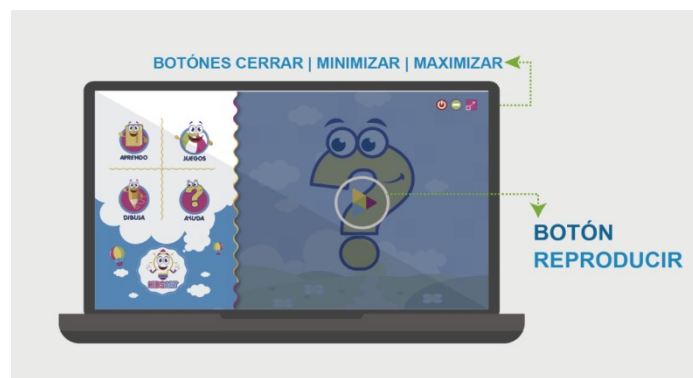 BOTÓNES CERRAR | MINIMIZAR | MAXIMIZAR
APRENDO
JUEGOS
DIBUJA
AYUDA
BOTÓN
REPRODUCIR